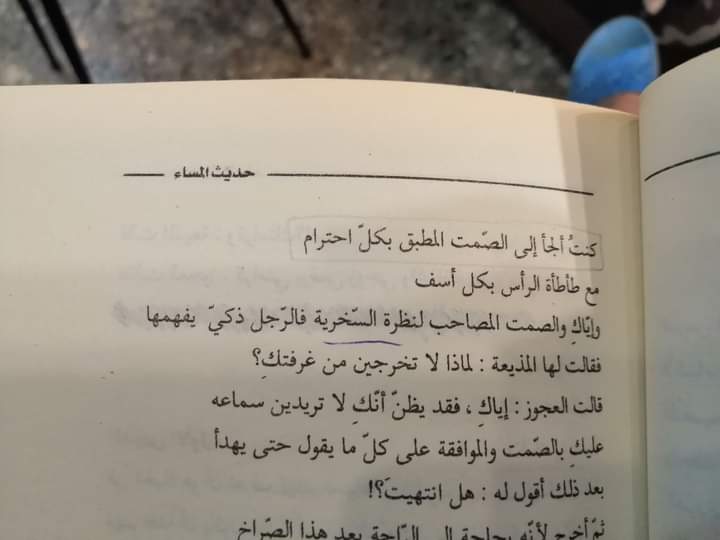 حديث المساء
كنتُ ألجأ إلى الصّمت المطبق بكلّ احترام
مع طأطأة الرأس بكل أسف
وإيّاكِ والصمت المصاحب لنظرة السّخرية فالرّجل ذكيّ يفهمها
فقالت لها المذيعة : لماذا لا تخرجين من غرفتكِ؟
قالت العجوز : إياكِ ، فقد يظنّ أنّكِ لا تريدين سماعه
عليكِ بالصّمت والموافقة على كلّ ما يقول حتى يهدأ
بعد ذلك أقول له : هل انتهيتَ؟!
ثمّ أخرج لأنّه بحاجة إلى الرّاحة بعد هذا الصّراخ